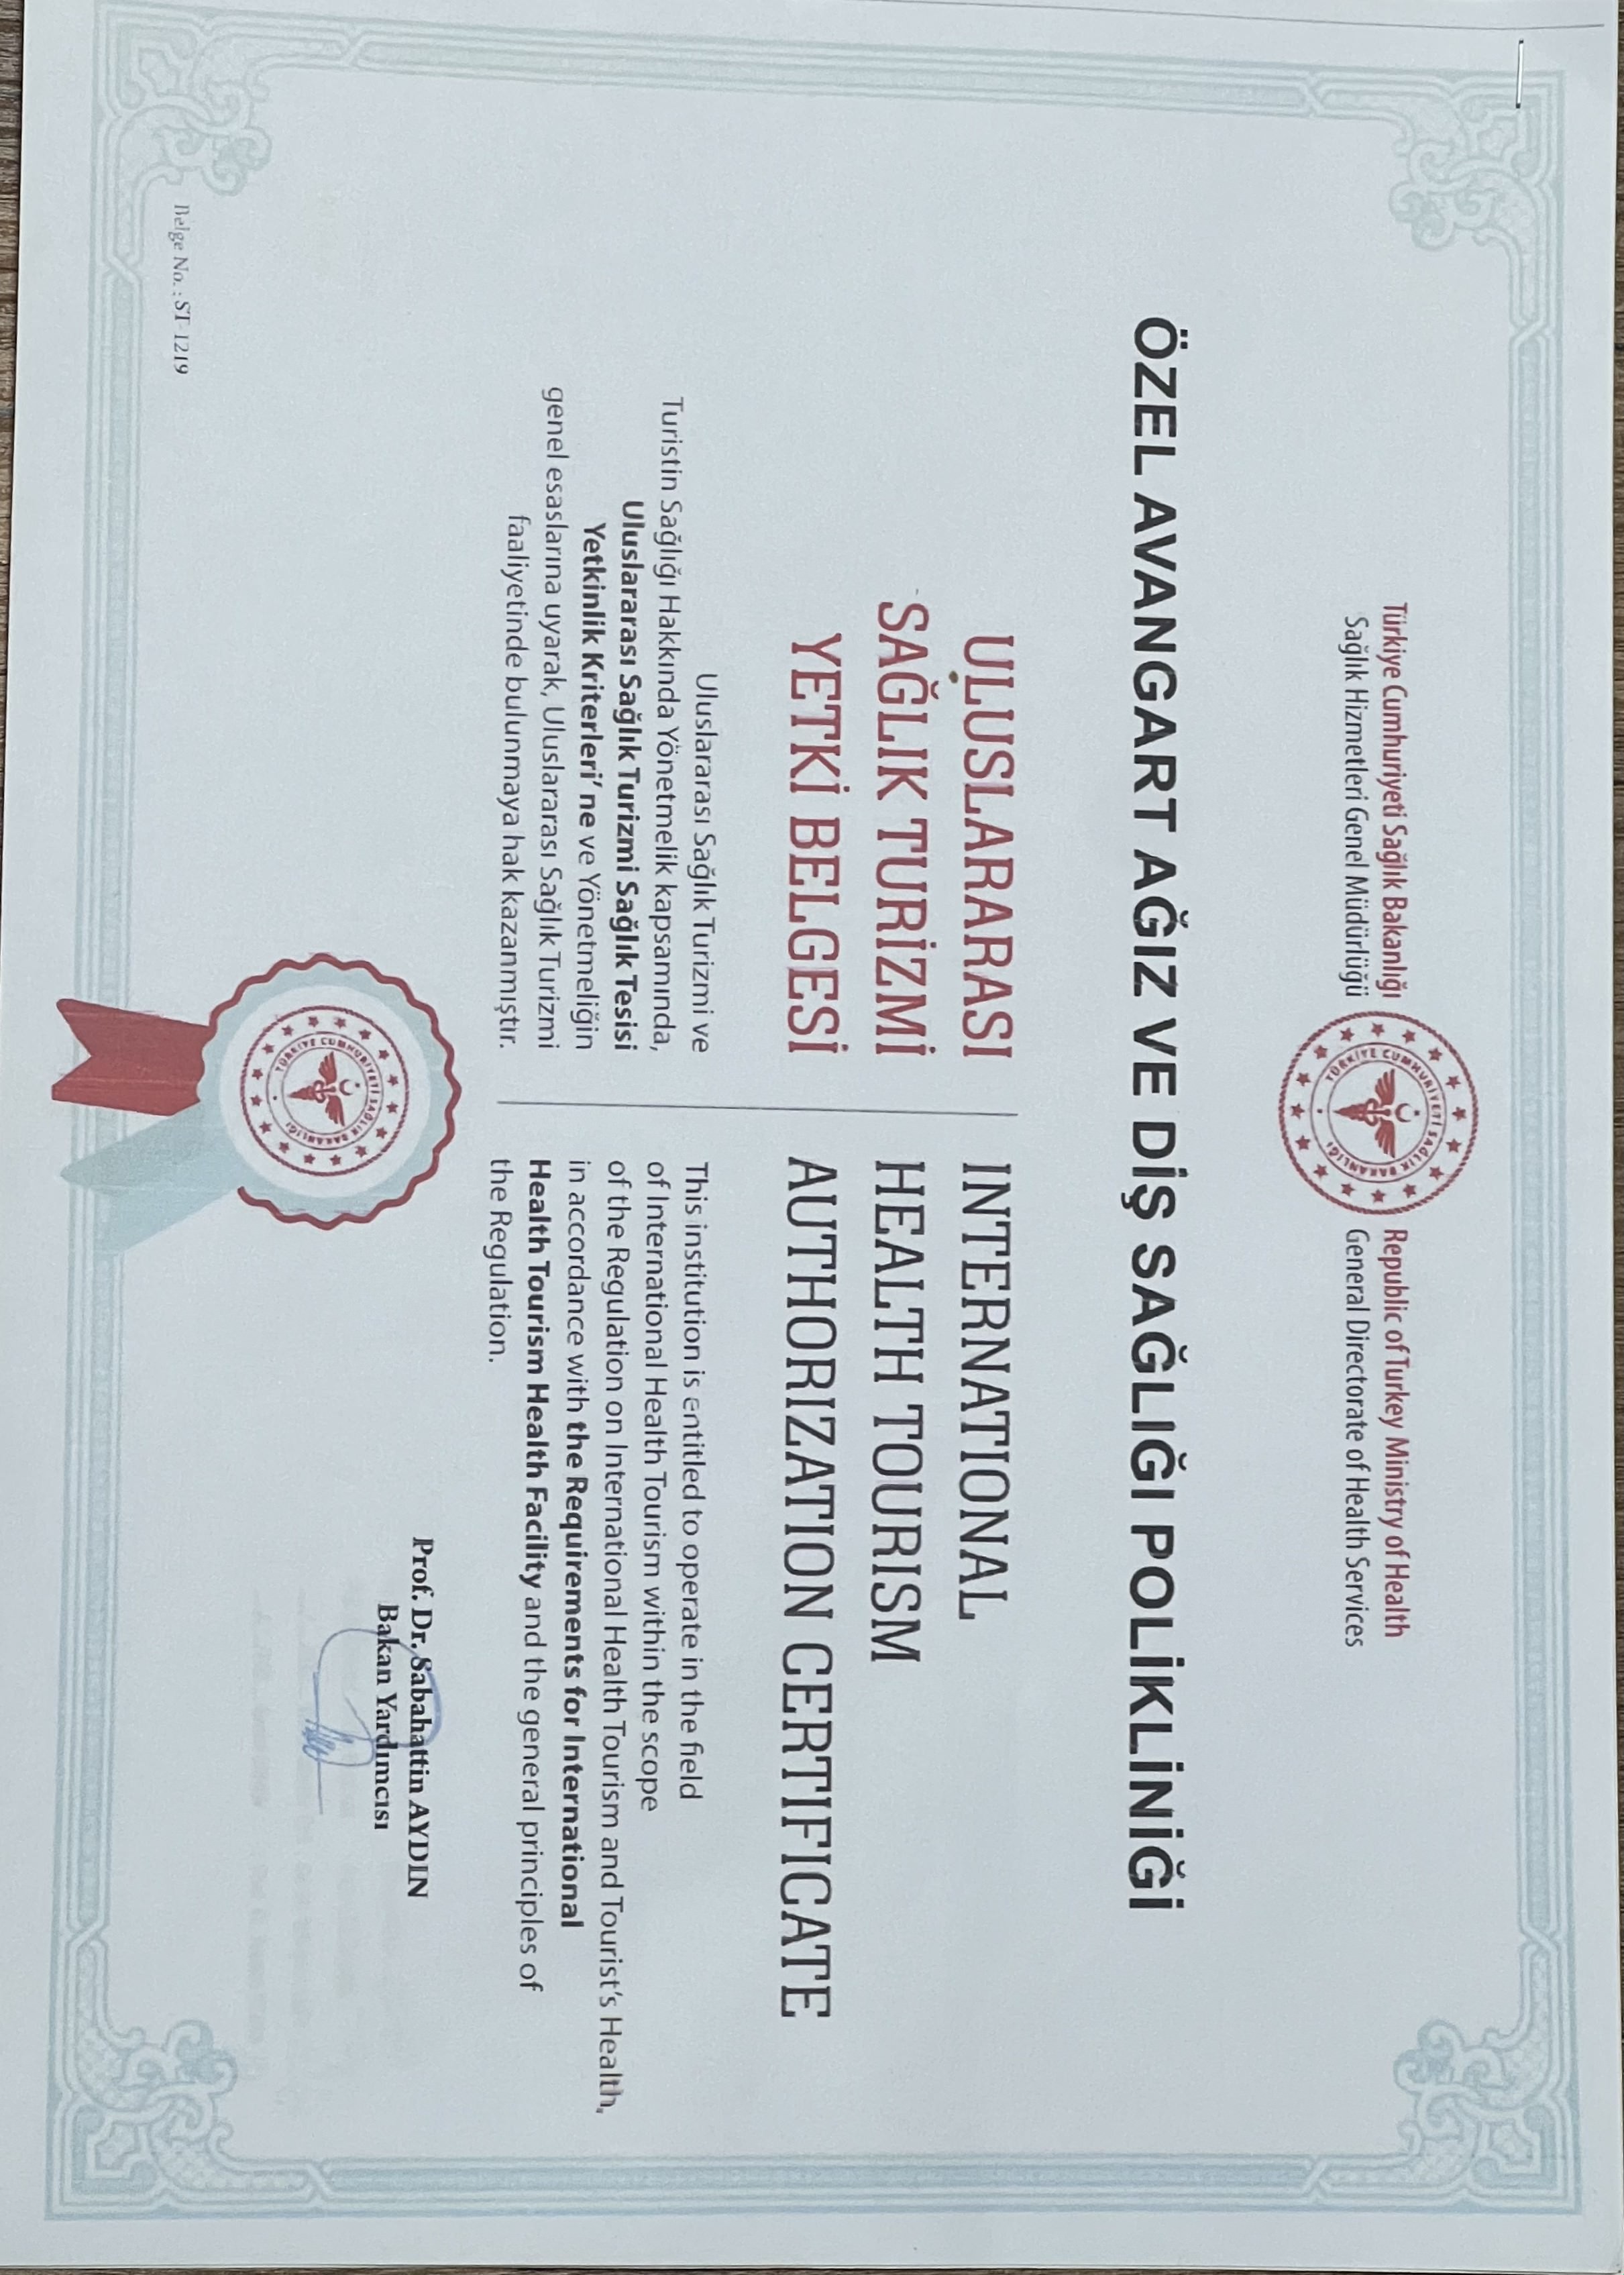 Türkiye Cumhuriyeti Sağlık Bakanlığı
Sağlık Hizmetleri Genel Müdürlüğü
TÜRKİYE CUMHURİYETİ SAĞLIK BAKANLIĞI
Republic of Turkey Ministry of Health
General Directorate of Health Services
ÖZEL AVANGART AĞIZ VE DİŞ SAĞLIĞI POLİKLİNİĞİ
ULUSLARARASI
SAĞLIK TURİZMİ
YETKİ BELGESİ
Uluslararası Sağlık Turizmi ve
Turistin Sağlığı Hakkında Yönetmelik kapsamında,
Uluslararası Sağlık Turizmi Sağlık Tesisi
Yetkinlik Kriterleri' ne ve Yönetmeliğin
genel esaslarına uyarak, Uluslararası Sağlık Turizmi
faaliyetinde bulunmaya hak kazanmıştır.
INTERNATIONAL
HEALTH TOURISM
AUTHORIZATION CERTIFICATE
This institution is entitled to operate in the field
of International Health Tourism within the scope
of the Regulation on International Health Tourism and Tourist's Health,
in accordance with the Requirements for International
Health Tourism Health Facility and the general principles of
the Regulation.
Prof. Dr. Sabahattin AYDIN
Bakan Yardımcısı
TÜRKİYE CUMHURİYETİ SAĞLIK BAKANLIĞI
Belge No. : ST-1219